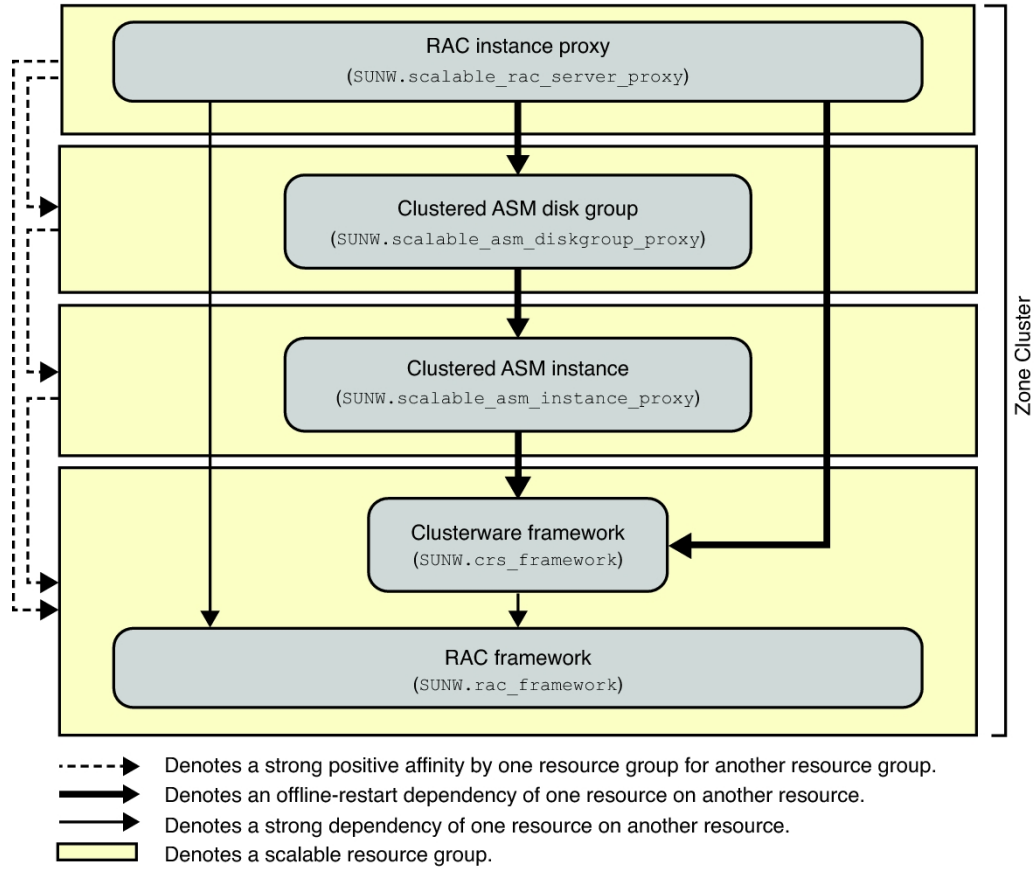 RAC instance proxy
(SUNW.scalable_rac_server_proxy)
Clustered ASM disk group
(SUNW.scalable_asm_diskgroup_proxy)
Clustered ASM instance
(SUNW.scalable_asm_instance_proxy)
Zone Cluster
Clusterware framework
(SUNW.crs_framework)
RAC framework
(SUNW.rac_framework)
Denotes a strong positive affinity by one resource group for another resource group.
Denotes an offline-restart dependency of one resource on another resource.
Denotes a strong dependency of one resource on another resource.
Denotes a scalable resource group.